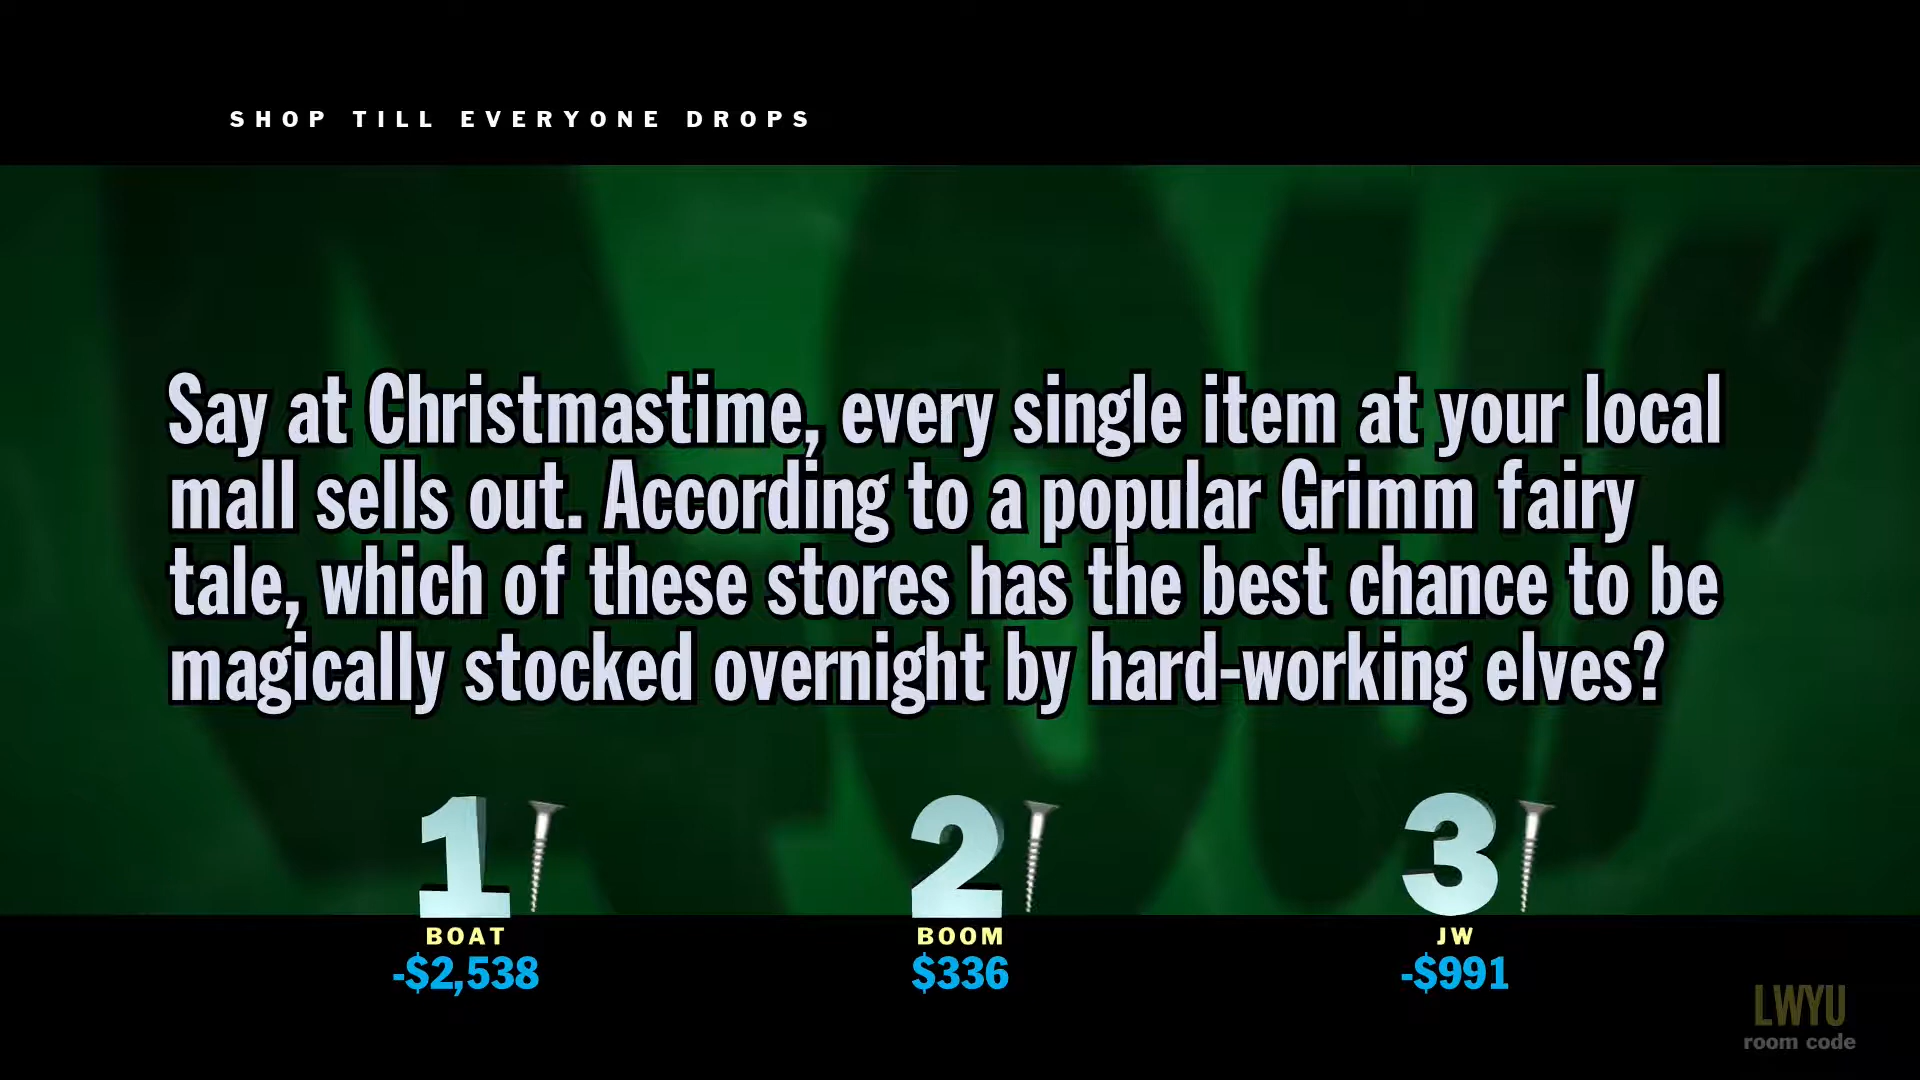 SHOP TILL EVERYONE DROPS
Say at Christmastime, every single item at your local
mall sells out. According to a popular Grimm fairy
tale, which of these stores has the best chance to be
magically stocked overnight by hard-working elves?
1 2 3
BOAT BOOM JW
-$2,538 $336 -$991
LWYU
room code